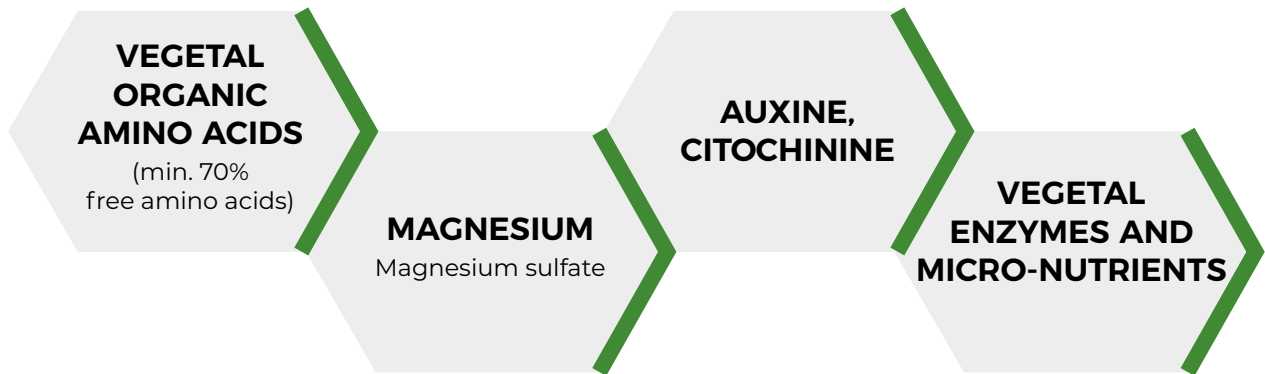 VEGETAL
ORGANIC
AMINO ACIDS
(min. 70%
free amino acids)
MAGNESIUM
Magnesium sulfate
AUXINE,
CITOCHININE
VEGETAL
ENZYMES AND
MICRO-NUTRIENTS